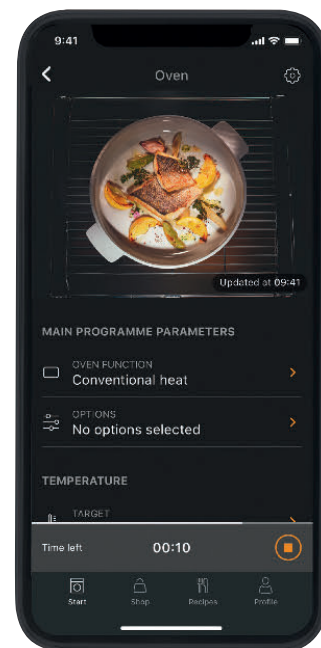 9:41
Oven
Updated at 09:41
MAIN PROGRAMME PARAMETERS
OVEN FUNCTION
Conventional heat
OPTIONS
No options selected
TEMPERATURE
TARGET
Time left 00:10
Start Shop Recipes Profile